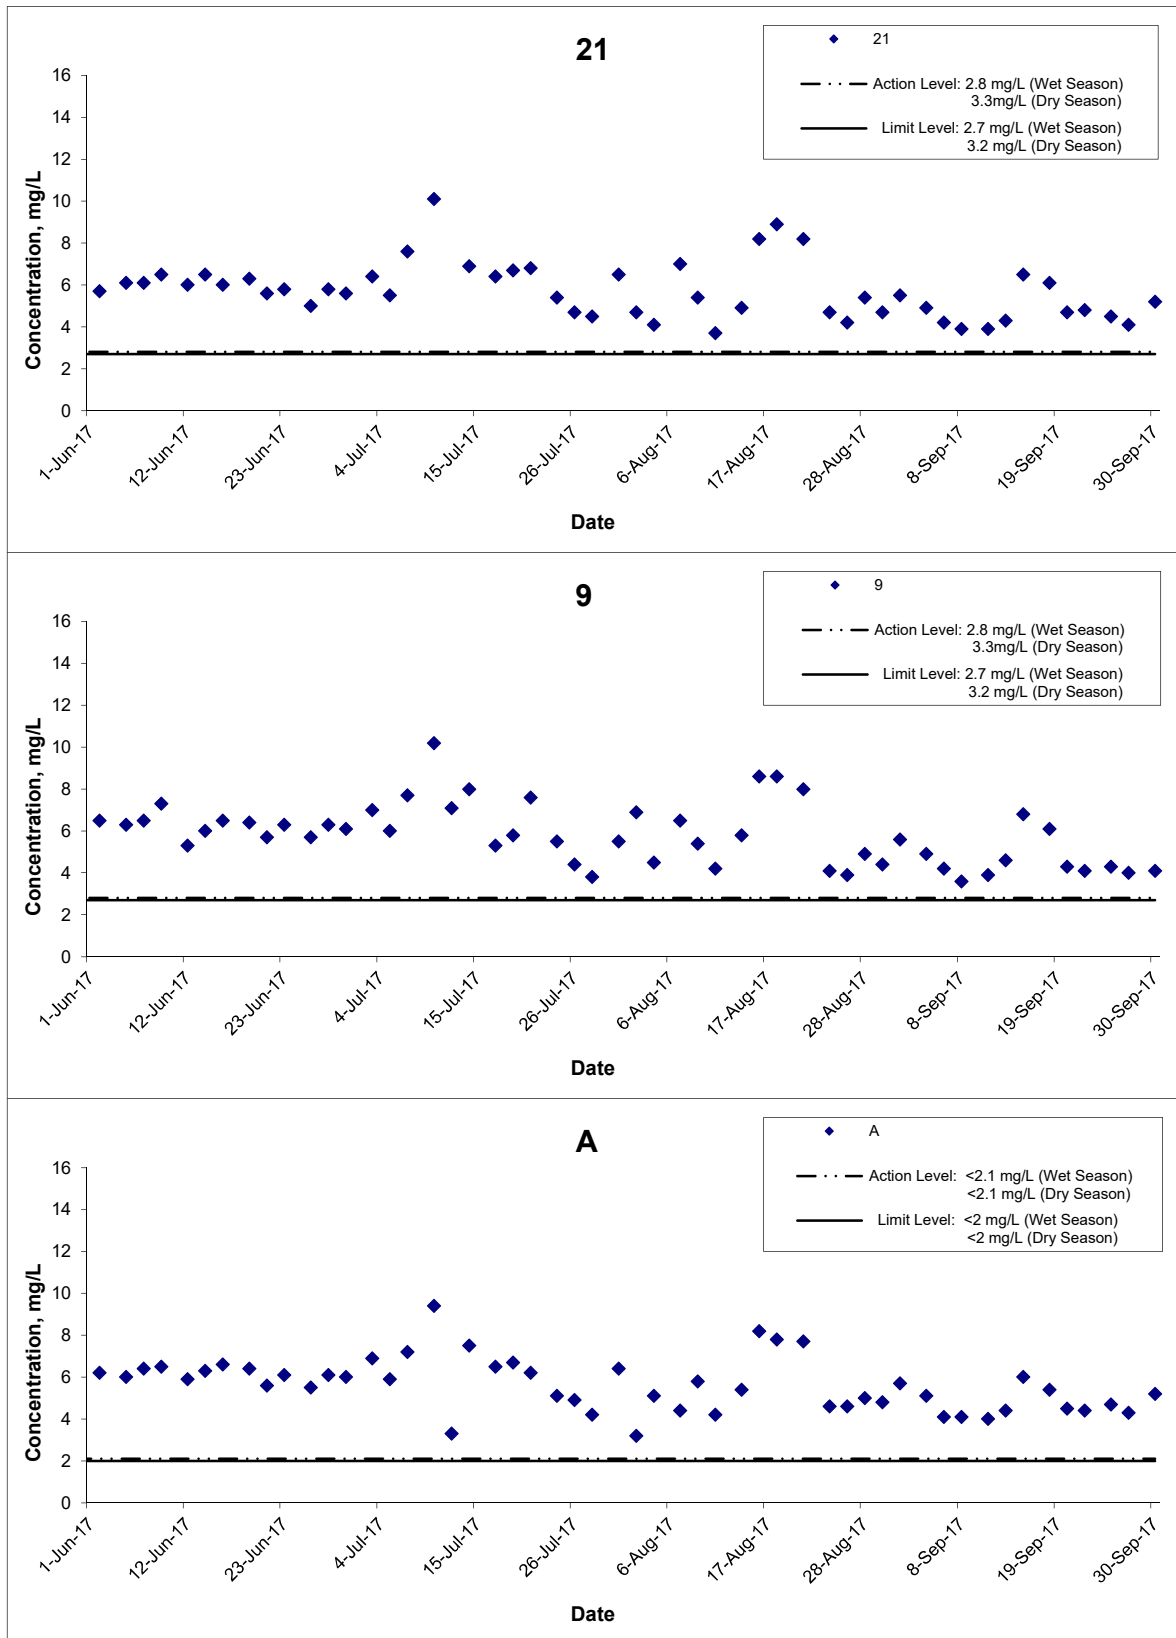 21
21
Action Level: 2.8 mg/L (Wet Season)
3.3mg/L (Dry Season)
Limit Level: 2.7 mg/L (Wet Season)
3.2 mg/L (Dry Season)
Concentration, mg/L
16
14
12
10
8
6
4
2
0
1-Jun-17
12-Jun-17
23-Jun-17
4-Jul-17
15-Jul-17
26-Jul-17
6-Aug-17
17-Aug-17
28-Aug-17
8-Sep-17
19-Sep-17
30-Sep-17
Date
9
9
Action Level: 2.8 mg/L (Wet Season)
3.3mg/L (Dry Season)
Limit Level: 2.7 mg/L (Wet Season)
3.2 mg/L (Dry Season)
Concentration, mg/L
16
14
12
10
8
6
4
2
0
1-Jun-17
12-Jun-17
23-Jun-17
4-Jul-17
15-Jul-17
26-Jul-17
6-Aug-17
17-Aug-17
28-Aug-17
8-Sep-17
19-Sep-17
30-Sep-17
Date
A
A
Action Level: <2.1 mg/L (Wet Season)
<2.1 mg/L (Dry Season)
Limit Level: <2 mg/L (Wet Season)
<2 mg/L (Dry Season)
Concentration, mg/L
16
14
12
10
8
6
4
2
0
1-Jun-17
12-Jun-17
23-Jun-17
4-Jul-17
15-Jul-17
26-Jul-17
6-Aug-17
17-Aug-17
28-Aug-17
8-Sep-17
19-Sep-17
30-Sep-17
Date